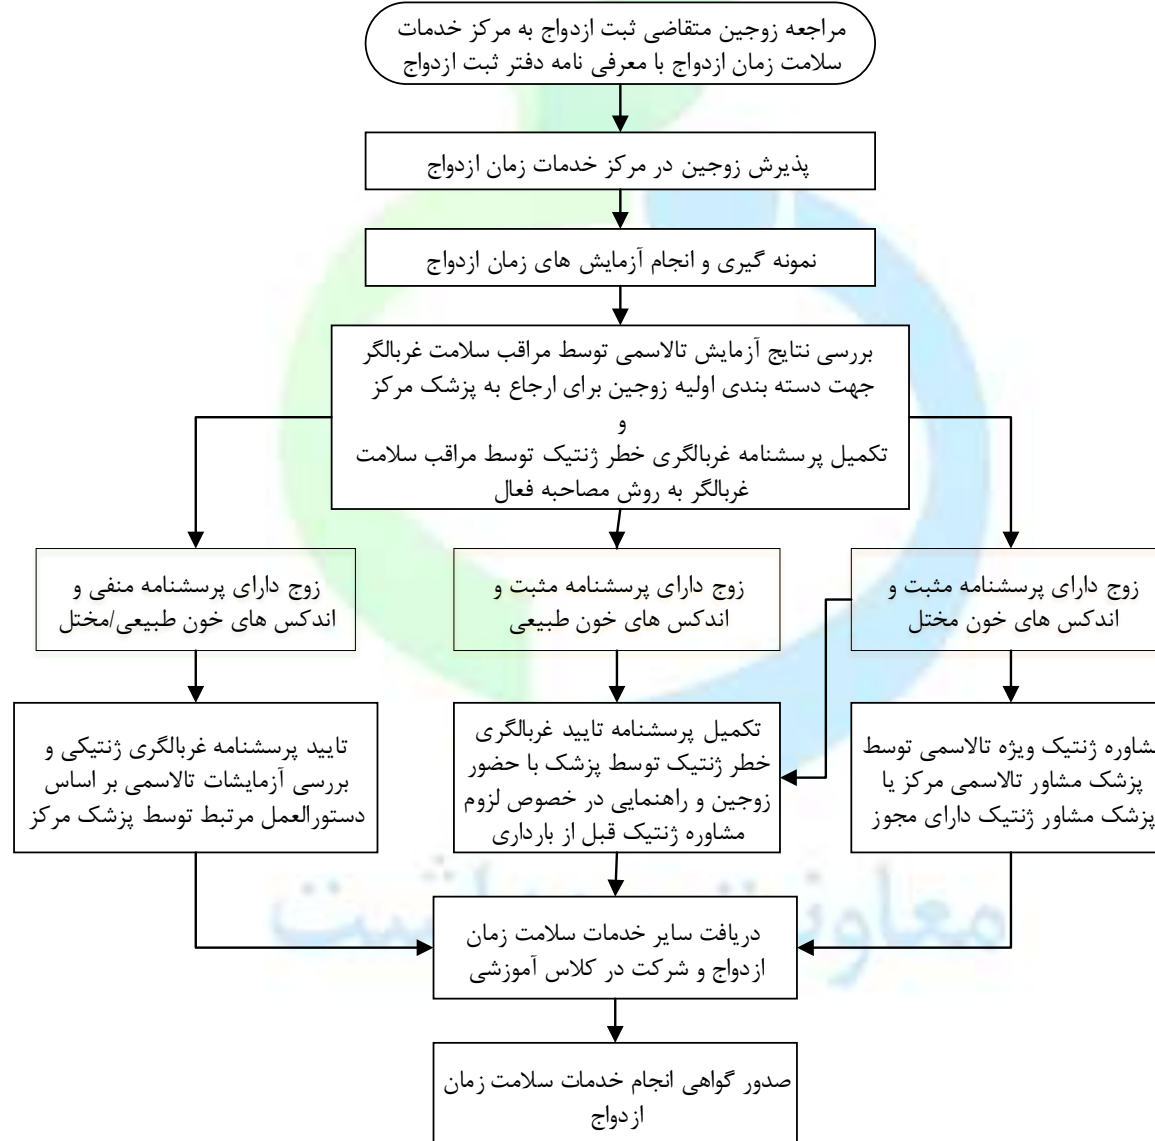 مراجعه زوجین متقاضی ثبت ازدواج به مرکز خدمات
سلامت زمان ازدواج با معرفی نامه دفتر ثبت ازدواج
پذیرش زوجین در مرکز خدمات زمان ازدواج
نمونه گیری و انجام آزمایش های زمان ازدواج
بررسی نتایج آزمایش تالاسمی توسط مراقب سلامت غربالگر
جهت دسته بندی اولیه زوجین برای ارجاع به پزشک مرکز
و
تکمیل پرسشنامه غربالگری خطر ژنتیک توسط مراقب سلامت
غربالگر به روش مصاحبه فعال
زوج دارای پرسشنامه مثبت و
اندکس های خون مختل
زوج دارای پرسشنامه مثبت و
اندکس های خون طبیعی
زوج دارای پرسشنامه منفی و
اندکس های خون طبیعی/مختل
مشاوره ژنتیک ویژه تالاسمی توسط
پزشک مشاور تالاسمی مرکز یا
پزشک مشاور ژنتیک دارای مجوز
تکمیل پرسشنامه تایید غربالگری
خطر ژنتیک توسط پزشک با حضور
زوجین و راهنمایی در خصوص لزوم
مشاوره ژنتیک قبل از بارداری
تایید پرسشنامه غربالگری ژنتیکی و
بررسی آزمایشات تالاسمی بر اساس
دستورالعمل مرتبط توسط پزشک مرکز
دریافت سایر خدمات سلامت زمان
ازدواج و شرکت در کلاس آموزشی
صدور گواهی انجام خدمات سلامت زمان
ازدواج